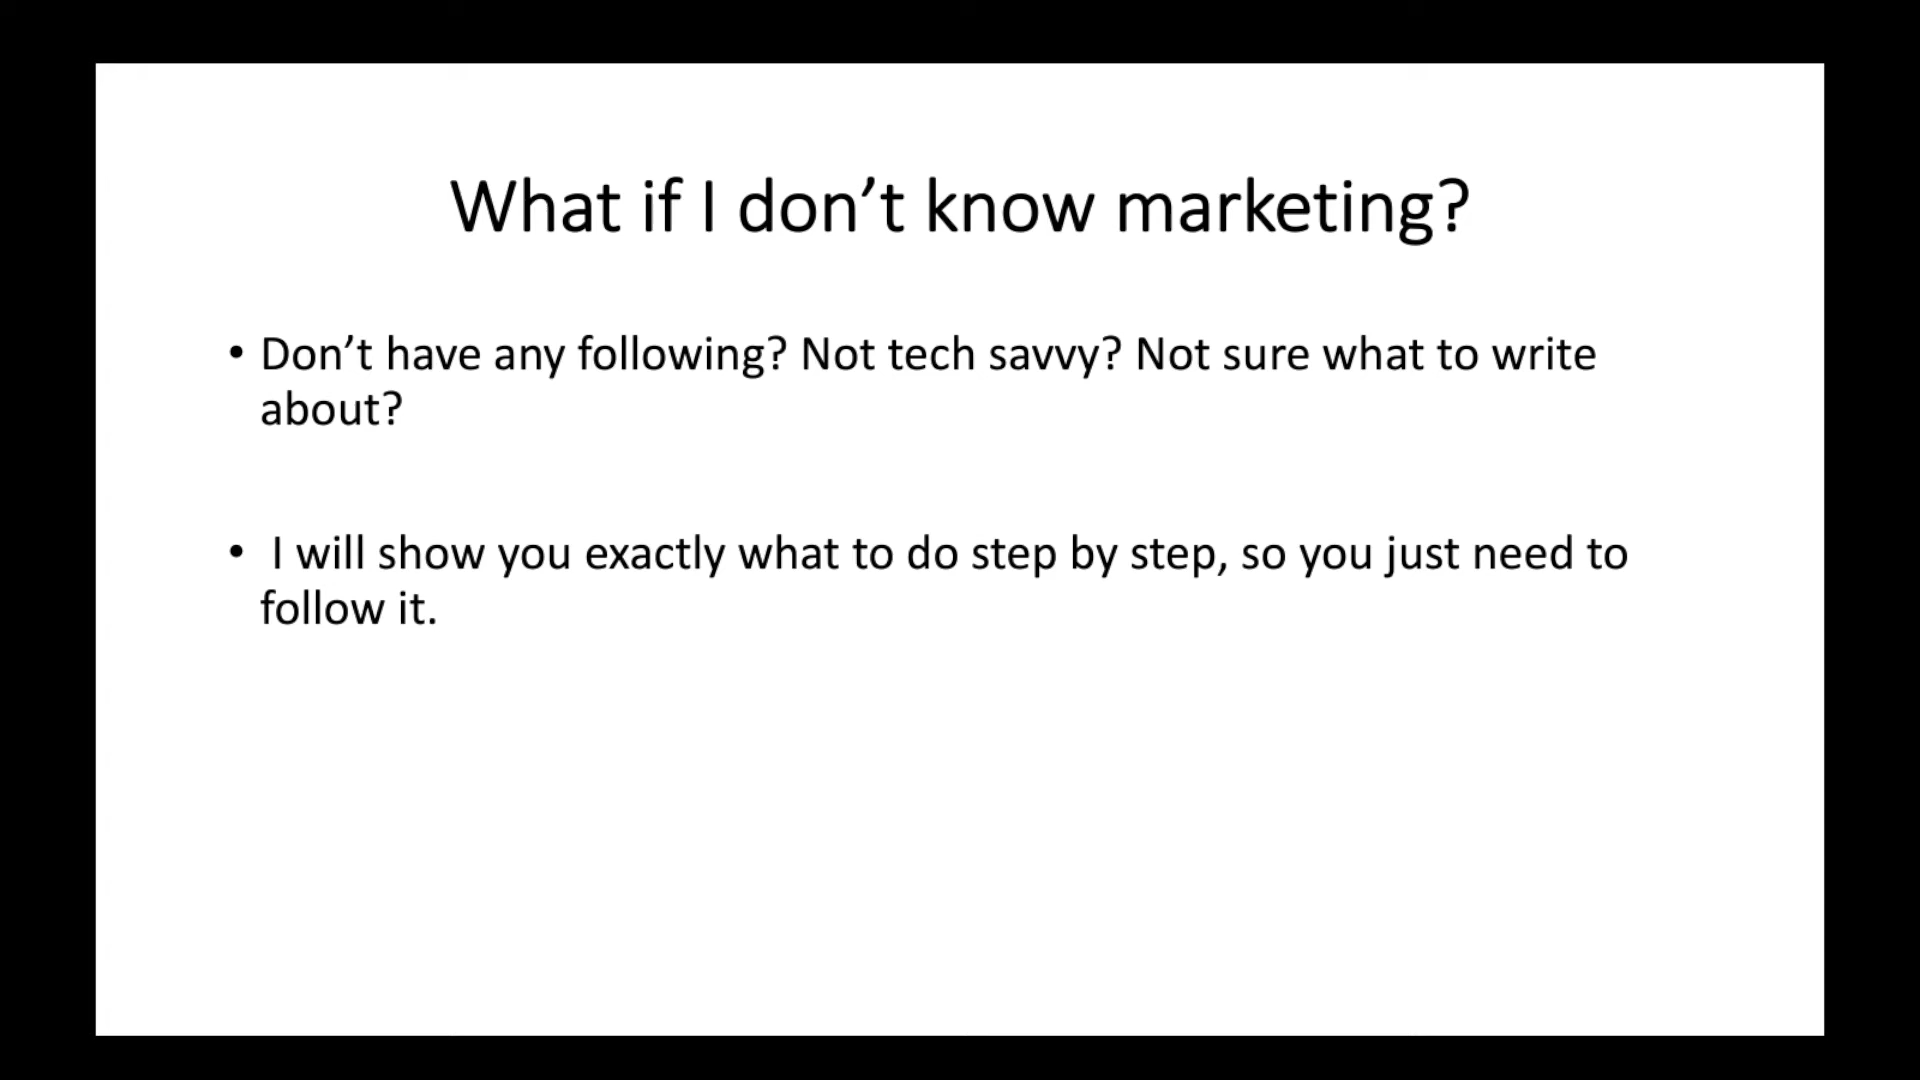 What if I don’t know marketing?
• Don’t have any following? Not tech savvy? Not sure what to write
about?
• I will show you exactly what to do step by step, so you just need to
follow it.